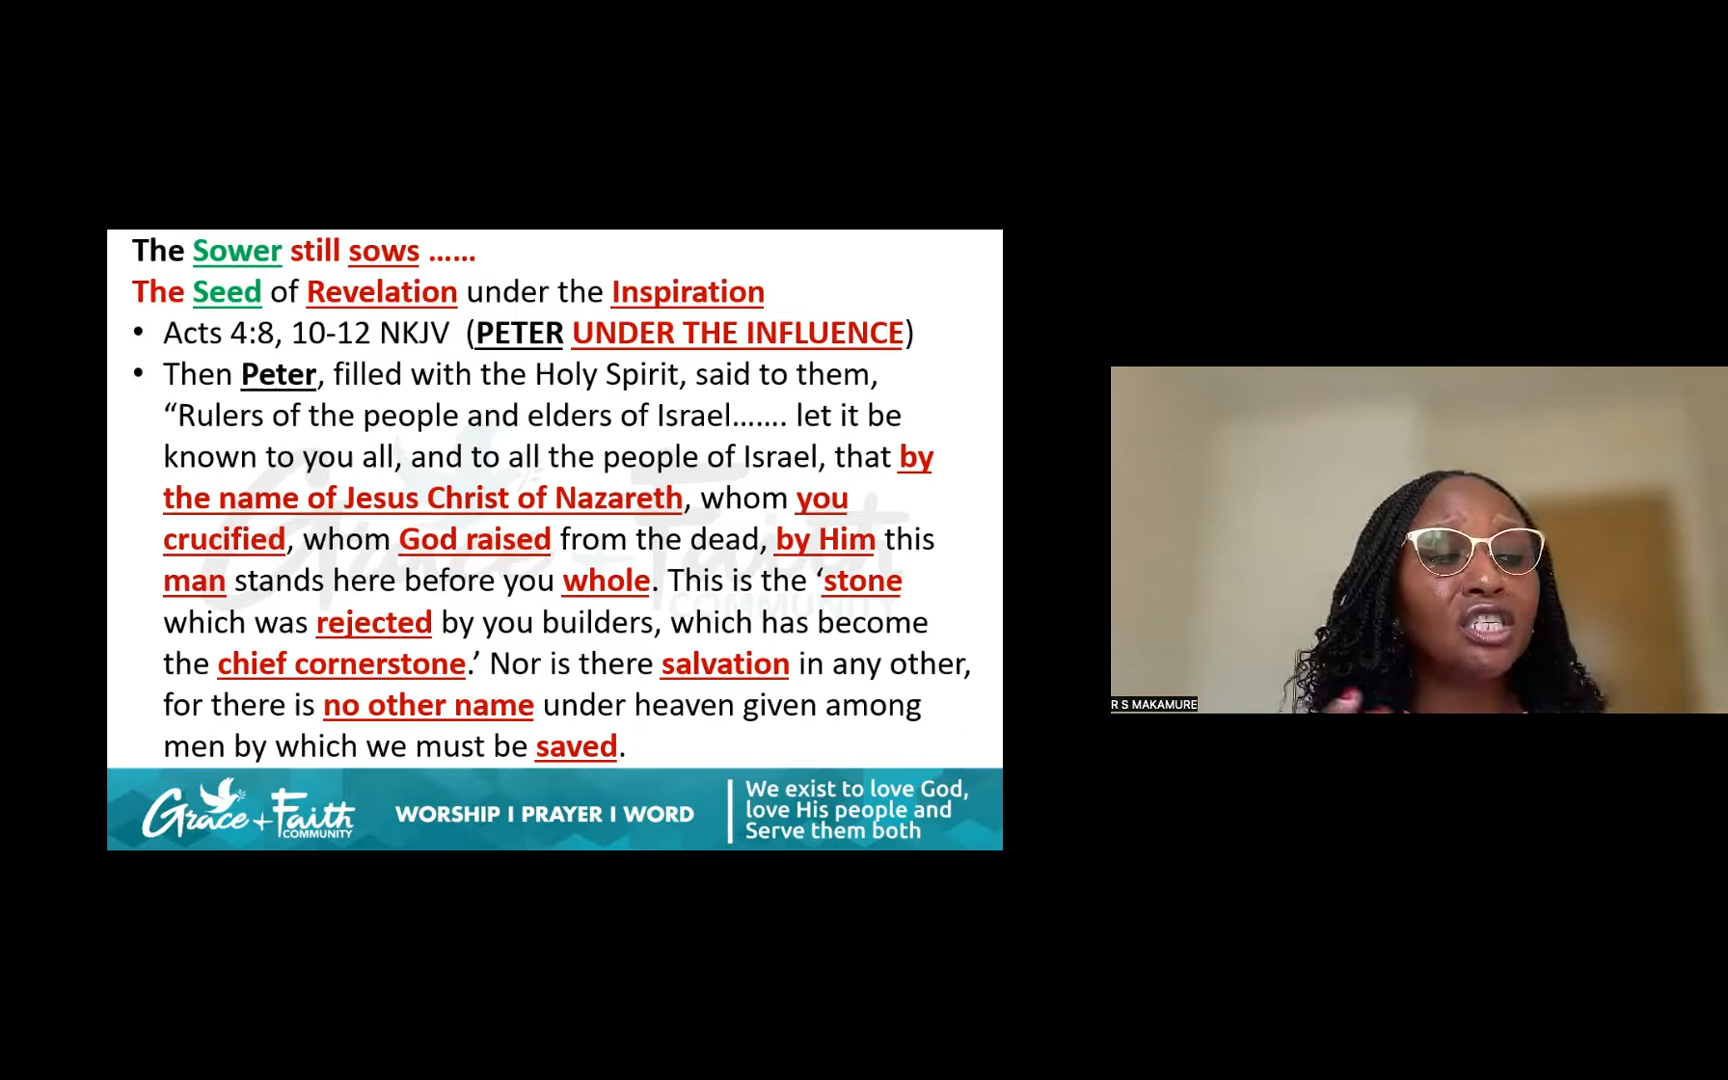 The Sower still sows ......
The Seed of Revelation under the Inspiration
• Acts 4:8, 10-12 NKJV (PETER UNDER THE INFLUENCE)
• Then Peter, filled with the Holy Spirit, said to them,
“Rulers of the people and elders of Israel……. let it be
known to you all, and to all the people of Israel, that by
the name of Jesus Christ of Nazareth, whom you
crucified, whom God raised from the dead, by Him this
man stands here before you whole. This is the ‘stone
which was rejected by you builders, which has become
the chief cornerstone.’ Nor is there salvation in any other,
for there is no other name under heaven given among
men by which we must be saved.
Grace + Faith
COMMUNITY
WORSHIP I PRAYER I WORD
We exist to love God,
love His people and
Serve them both
R S MAKAMURE